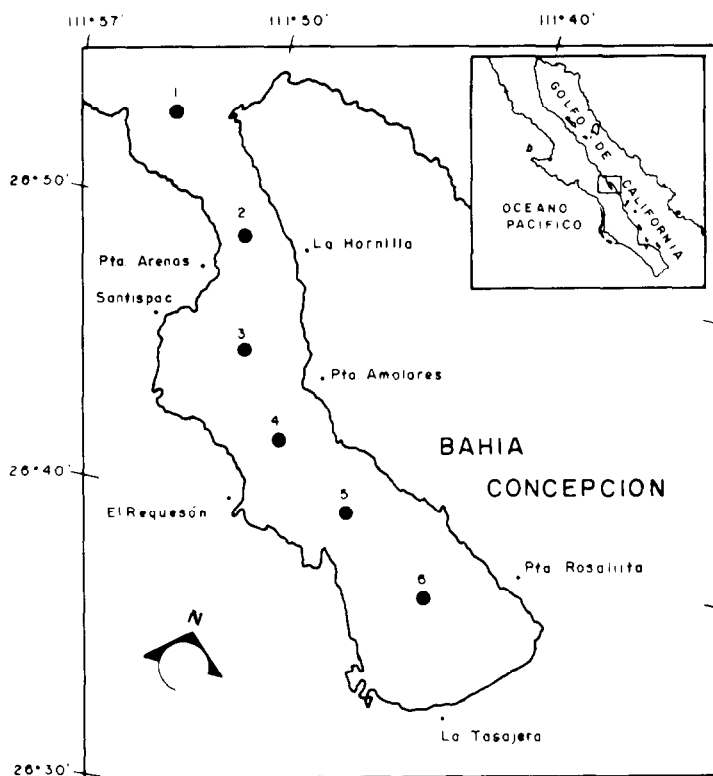 111°57'
111°50'
111°40'
1
GOLFO DE CALIFORNIA
OCEANO
PACIFICO
26°50'
2
La Hornilla
Pta. Arenas
Santispac
3
Pta. Amolares
4
BAHIA
CONCEPCION
26°40'
5
El Requesón
6
Pta Rosaliita
N
La Tasajera
26°30'